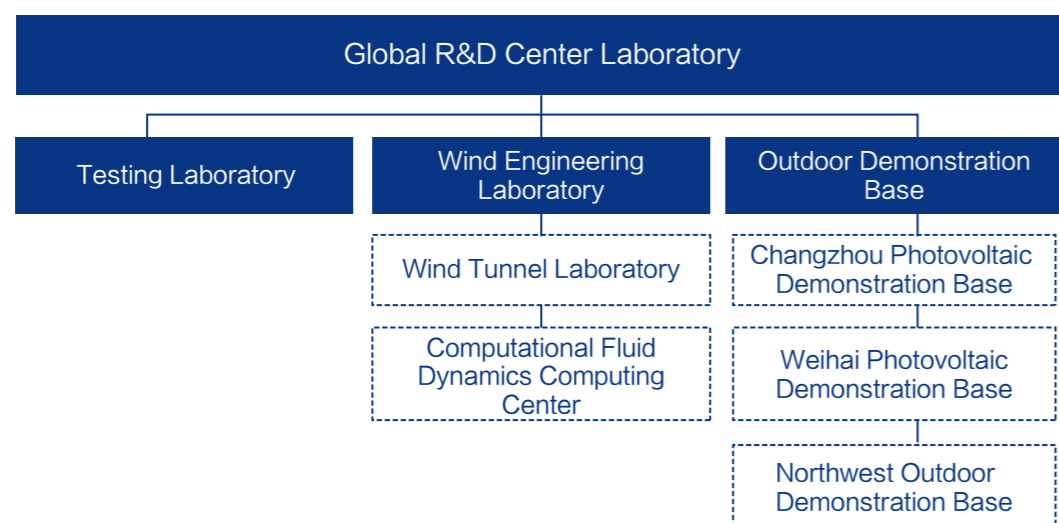 Global R&D Center Laboratory
Testing Laboratory
Wind Engineering
Laboratory
Outdoor Demonstration
Base
Wind Tunnel Laboratory
Computational Fluid
Dynamics Computing
Center
Changzhou Photovoltaic
Demonstration Base
Weihai Photovoltaic
Demonstration Base
Northwest Outdoor
Demonstration Base